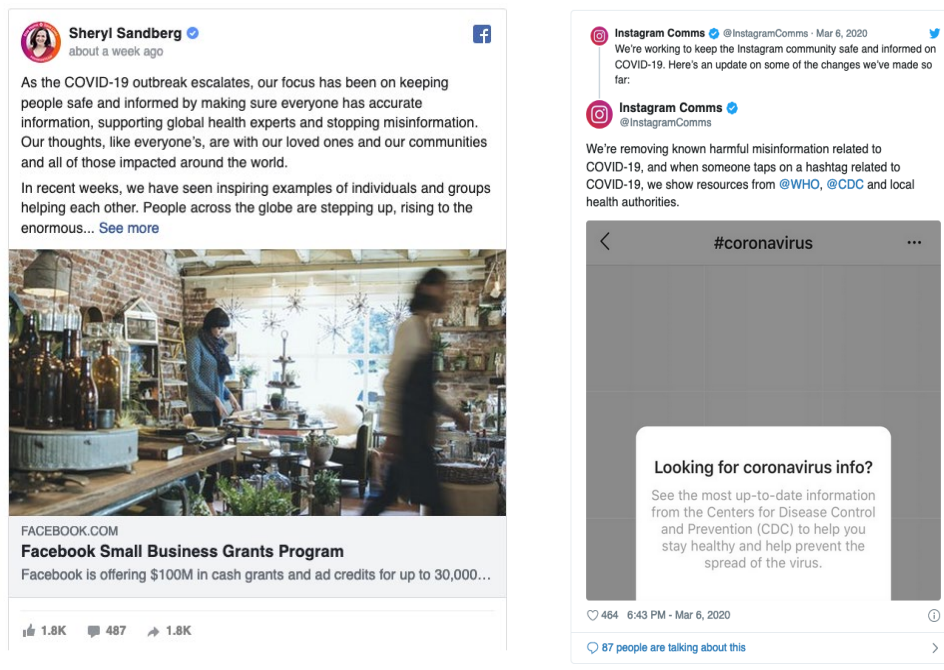 Sheryl Sandberg
about a week ago
As the COVID-19 outbreak escalates, our focus has been on keeping
people safe and informed by making sure everyone has accurate
information, supporting global health experts and stopping misinformation.
Our thoughts, like everyone's, are with our loved ones and our communities
and all of those impacted around the world.
In recent weeks, we have seen inspiring examples of individuals and groups
helping each other. People across the globe are stepping up, rising to the
enormous... See more
FACEBOOK.COM
Facebook Small Business Grants Program
Facebook is offering $100M in cash grants and ad credits for up to 30,000...
1.8K 487 1.8K
Instagram Comms @InstagramComms · Mar 6, 2020
We're working to keep the Instagram community safe and informed on
COVID-19. Here's an update on some of the changes we've made so
far:
Instagram Comms
@InstagramComms
We're removing known harmful misinformation related to
COVID-19, and when someone taps on a hashtag related to
COVID-19, we show resources from @WHO, @CDC and local
health authorities.
#coronavirus
Looking for coronavirus info?
See the most up-to-date information
from the Centers for Disease Control
and Prevention (CDC) to help you
stay healthy and help prevent the
spread of the virus.
464 6:43 PM - Mar 6, 2020
87 people are talking about this